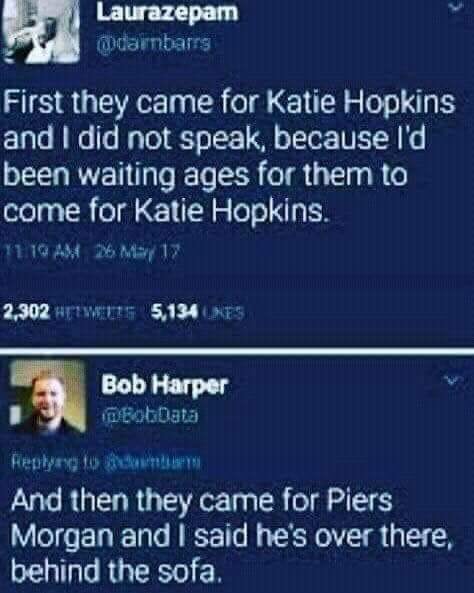 Laurazepam
@daimbarrs
First they came for Katie Hopkins
and I did not speak, because I'd
been waiting ages for them to
come for Katie Hopkins.
11:19 AM 26 May 17
2,302 RETWEETS 5,134 LIKES
Bob Harper
@BobData
Replying to @daimbarrs
And then they came for Piers
Morgan and I said he's over there,
behind the sofa.